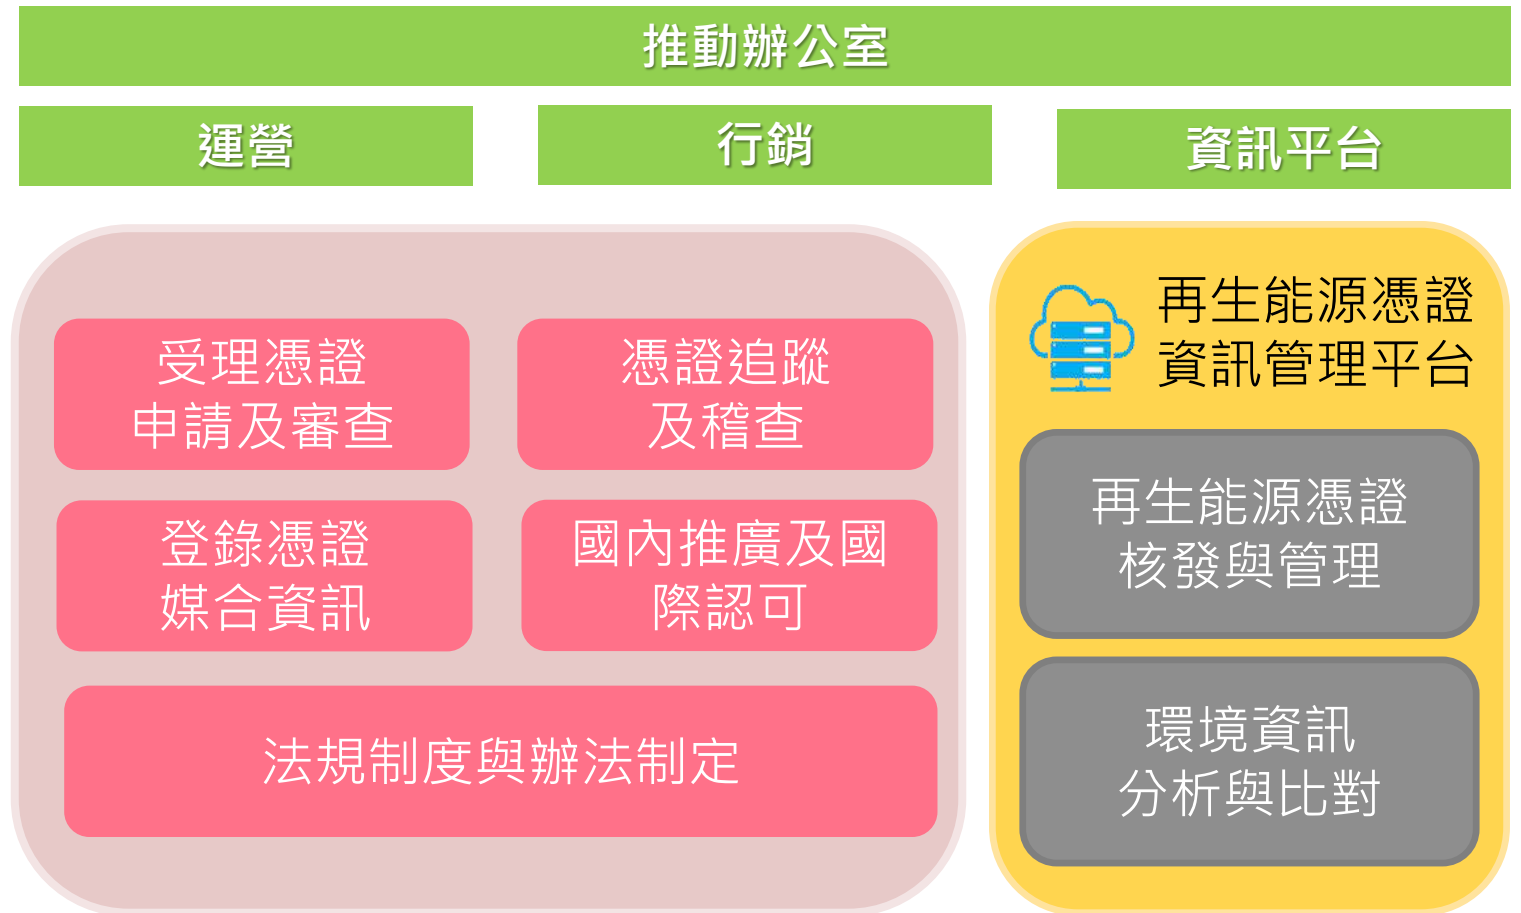 推動辦公室
運營
行銷
資訊平台
受理憑證
申請及審查
憑證追蹤
及稽查
登錄憑證
媒合資訊
國內推廣及國
際認可
法規制度與辦法制定
再生能源憑證
資訊管理平台
再生能源憑證
核發與管理
環境資訊
分析與比對